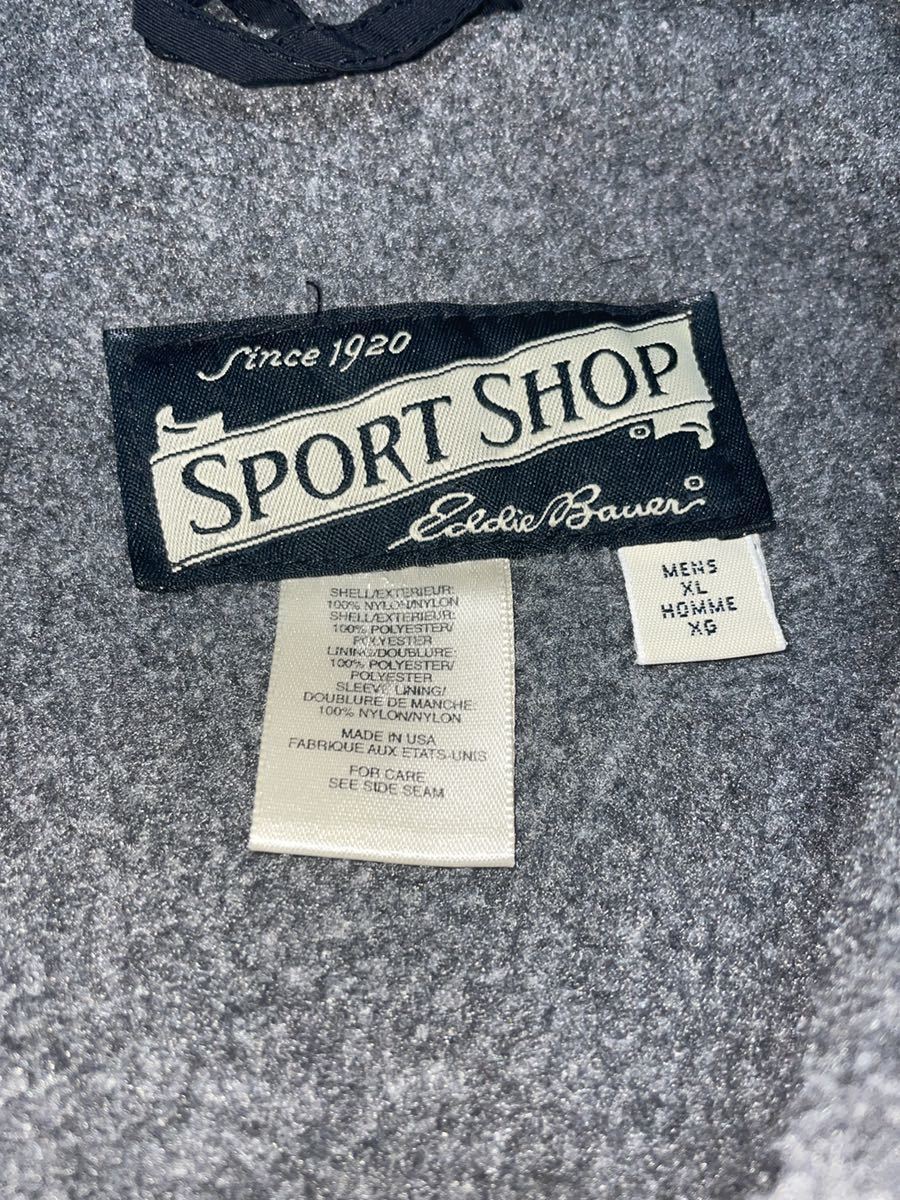 Since 1920
SPORT SHOP
Eddie Bauer
MENS
XL
HOMME
XG
SHELL/EXTERIEUR:
100% NYLON/NYLON
SHELL/EXTERIEUR:
100% POLYESTER/
POLYESTER
LINING/DOUBLURE:
100% POLYESTER/
POLYESTER
SLEEVE LINING/
DOUBLURE DE MANCHE
100% NYLON/NYLON
MADE IN USA
FABRIQUE AUX ETATS-UNIS
FOR CARE
SEE SIDE SEAM